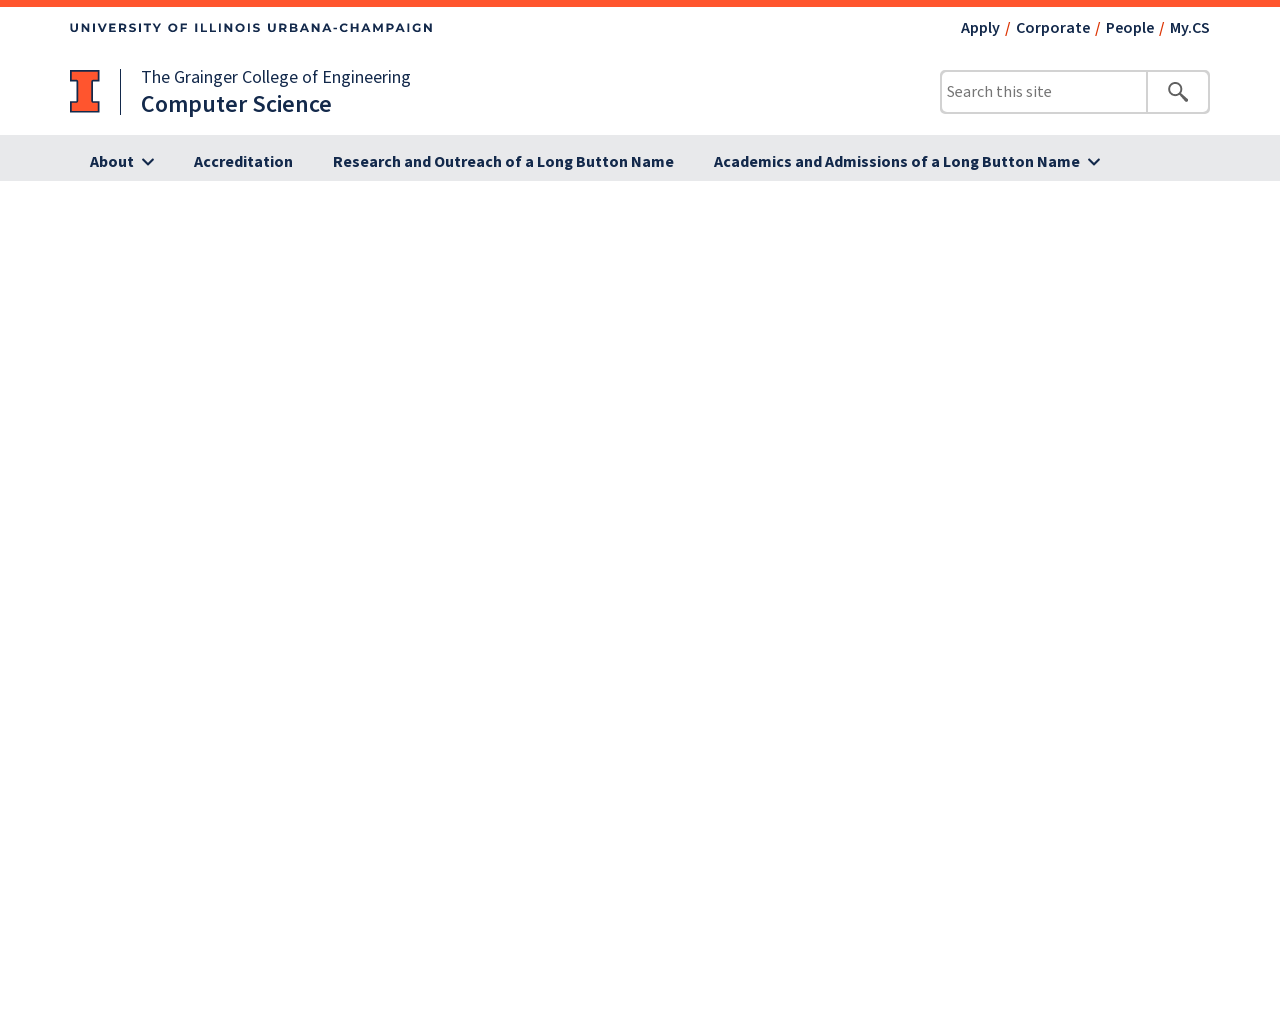 UNIVERSITY OF ILLINOIS URBANA-CHAMPAIGN
Apply / Corporate / People / My.CS
The Grainger College of Engineering
Computer Science
Search this site
About Accreditation Research and Outreach of a Long Button Name Academics and Admissions of a Long Button Name